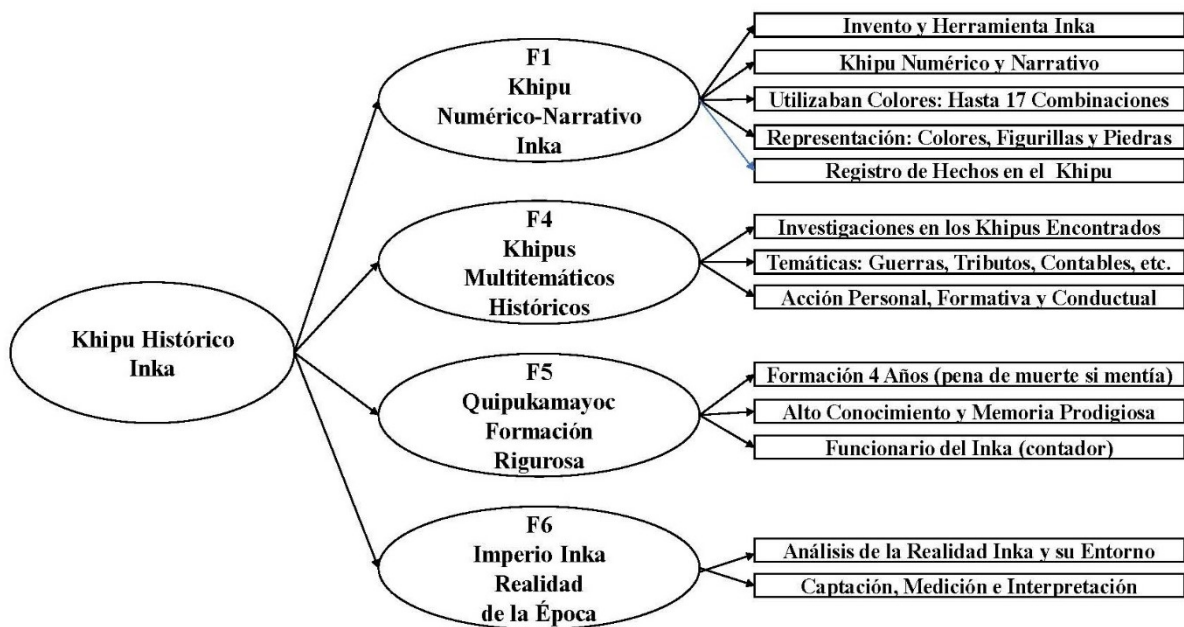 Khipu Histórico
Inka
F1
Khipu
Numérico-Narrativo
Inka
Invento y Herramienta Inka
Khipu Numérico y Narrativo
Utilizaban Colores: Hasta 17 Combinaciones
Representación: Colores, Figurillas y Piedras
Registro de Hechos en el Khipu
F4
Khipus
Multitemáticos
Históricos
Investigaciones en los Khipus Encontrados
Temáticas: Guerras, Tributos, Contables, etc.
Acción Personal, Formativa y Conductual
F5
Quipukamayoc
Formación
Rigurosa
Formación 4 Años (pena de muerte si mentía)
Alto Conocimiento y Memoria Prodigiosa
Funcionario del Inka (contador)
F6
Imperio Inka
Realidad
de la Época
Análisis de la Realidad Inka y su Entorno
Captación, Medición e Interpretación